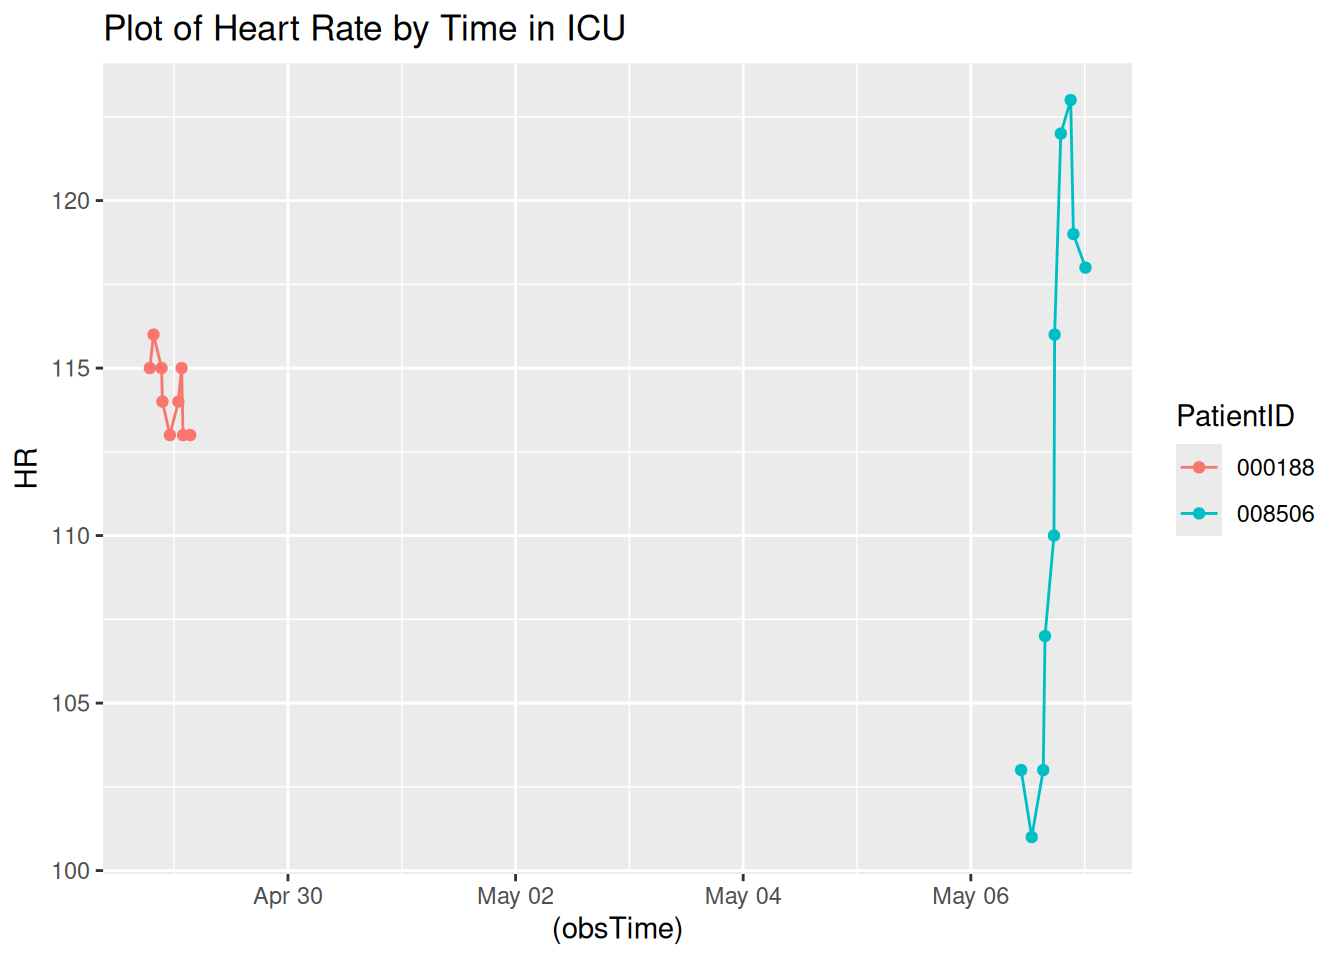 Plot of Heart Rate by Time in ICU
HR
120
115
110
105
100
Apr 30
May 02
May 04
May 06
(obsTime)
PatientID
000188
008506